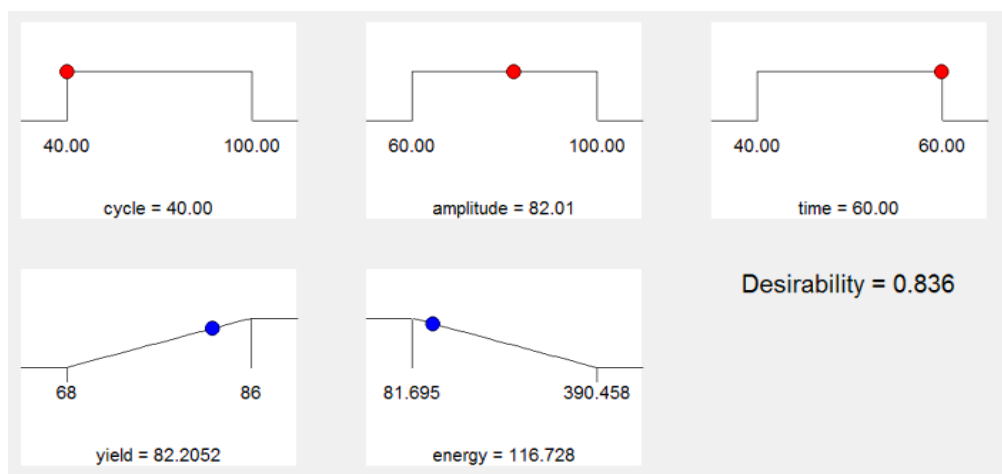 40.00 100.00
cycle = 40.00
60.00 100.00
amplitude = 82.01
40.00 60.00
time = 60.00
68 86
yield = 82.2052
81.695 390.458
energy = 116.728
Desirability = 0.836